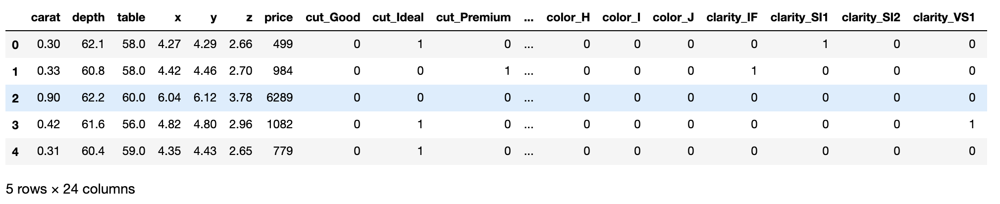 carat depth table x y z price cut_Good cut_Ideal cut_Premium ... color_H color_I color_J clarity_IF clarity_SI1 clarity_SI2 clarity_VS1
0 0.30 62.1 58.0 4.27 4.29 2.66 499 0 1 0 ... 0 0 0 0 1 0 0
1 0.33 60.8 58.0 4.42 4.46 2.70 984 0 0 1 ... 0 0 0 1 0 0 0
2 0.90 62.2 60.0 6.04 6.12 3.78 6289 0 0 0 ... 0 0 0 0 0 0 0
3 0.42 61.6 56.0 4.82 4.80 2.96 1082 0 1 0 ... 0 0 0 0 0 0 1
4 0.31 60.4 59.0 4.35 4.43 2.65 779 0 1 0 ... 0 0 0 0 0 0 0
5 rows × 24 columns